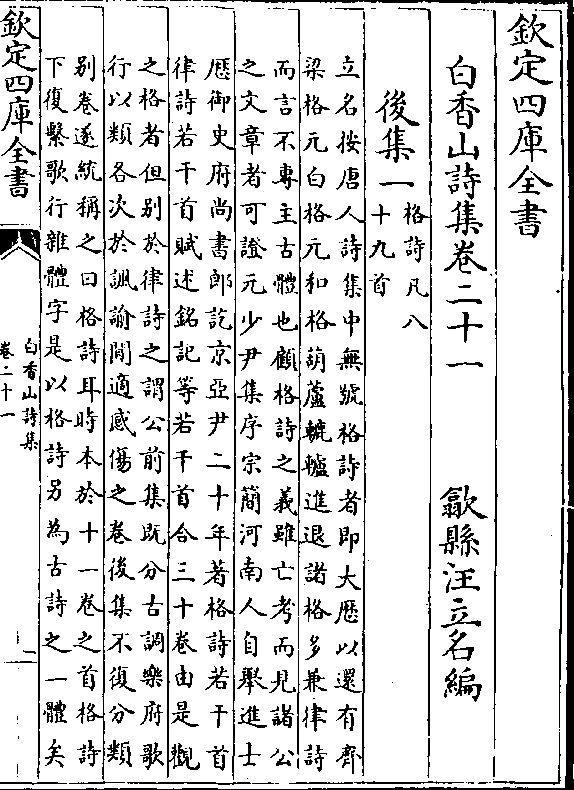 欽定四庫全書
白香山詩集卷二十一
歙縣汪立名編
後集一
格詩凡八
十九首
立名按唐人詩集中無號格詩者即大歴以還有齊
梁格元白格元和格葫蘆轆轤進退諸格多兼律詩
而言不專主古體也顧格詩之義雖亡考而見諸公
之文章者可證元少尹集序宗簡河南人自舉進士
歴御史府尚書郎訖京亞尹二十年著格詩若干首
律詩若干首賦述銘記等若干首合三十卷由是觀
之格者但别於律詩之謂公前集既分古調樂府歌
行以類各次於諷諭閒適感傷之卷後集不復分類
别卷遂統稱之曰格詩耳時本於十一卷之首格詩
下復繫歌行雜體字是以格詩另為古詩之一體矣
欽定四庫全書
白香山詩集
卷二十一
一